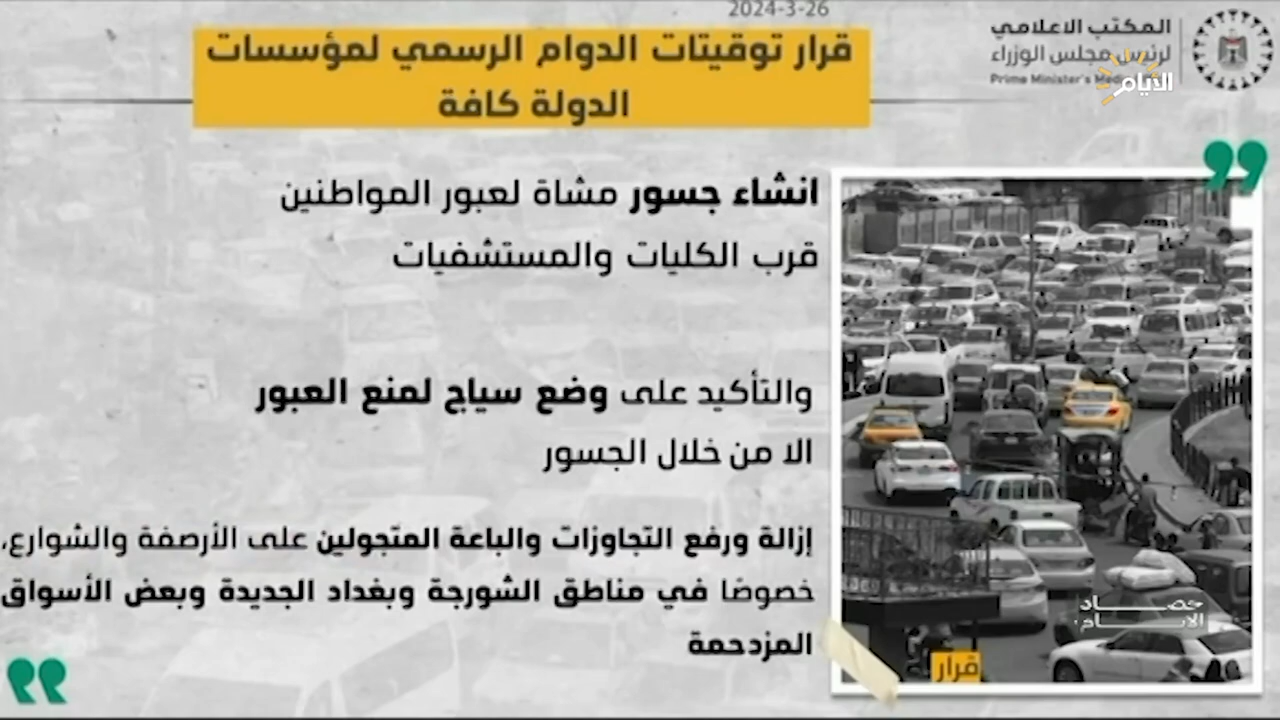 2024-3-26
المكتب الاعلامي
لرئيس مجلس الوزراء
Prime Minister's Med
الأيام
قرار توقيتات الدوام الرسمي لمؤسسات
الدولة كافة
انشاء جسور مشاة لعبور المواطنين
قرب الكليات والمستشفيات
والتأكيد على وضع سياج لمنع العبور
الا من خلال الجسور
إزالة ورفع التجاوزات والباعة المتجولين على الأرصفة والشوارع،
خصوصًا في مناطق الشورجة وبغداد الجديدة وبعض الأسواق
المزدحمة
حصاد
الايام
قرار